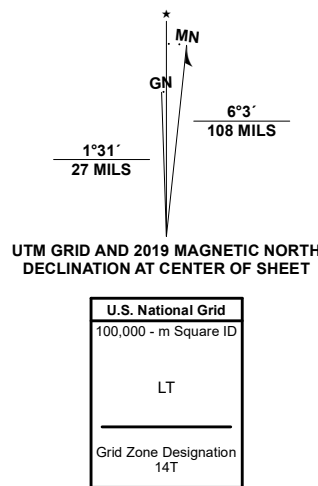 ★
MN
GN
6°3´
108 MILS
1°31´
27 MILS
UTM GRID AND 2019 MAGNETIC NORTH
DECLINATION AT CENTER OF SHEET
U.S. National Grid
100,000 - m Square ID
LT
Grid Zone Designation
14T